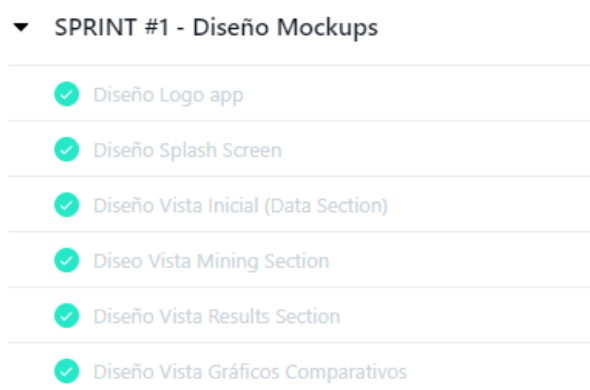 SPRINT #1 - Diseño Mockups
Diseño Logo app
Diseño Splash Screen
Diseño Vista Inicial (Data Section)
Diseo Vista Mining Section
Diseño Vista Results Section
Diseño Vista Gráficos Comparativos